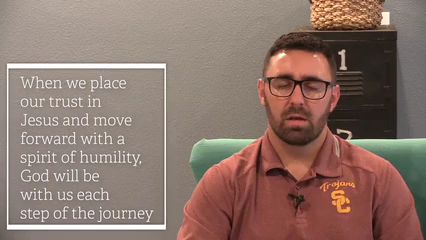 When we place
our trust in
Jesus and move
forward with a
spirit of humility,
God will be
with us each
step of the journey
1
2
Trojans
SC